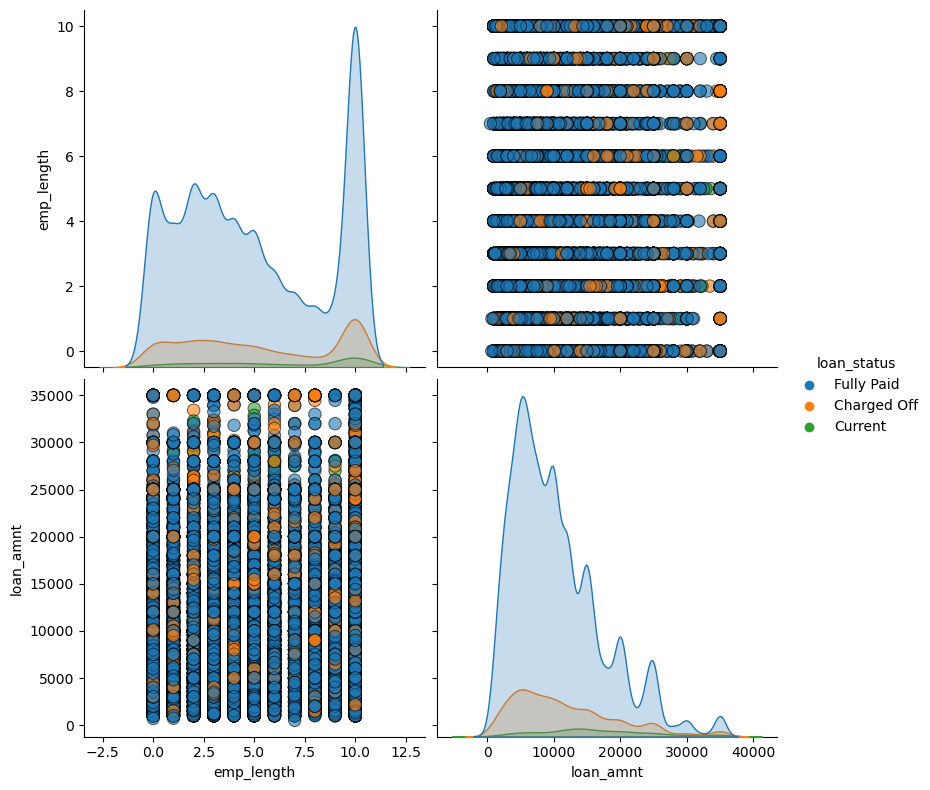 10
8
6
4
2
0
emp_length
loan_status
Fully Paid
Charged Off
Current
35000
30000
25000
20000
15000
10000
5000
0
loan_amnt
−2.5 0.0 2.5 5.0 7.5 10.0 12.5
0 10000 20000 30000 40000
emp_length
loan_amnt